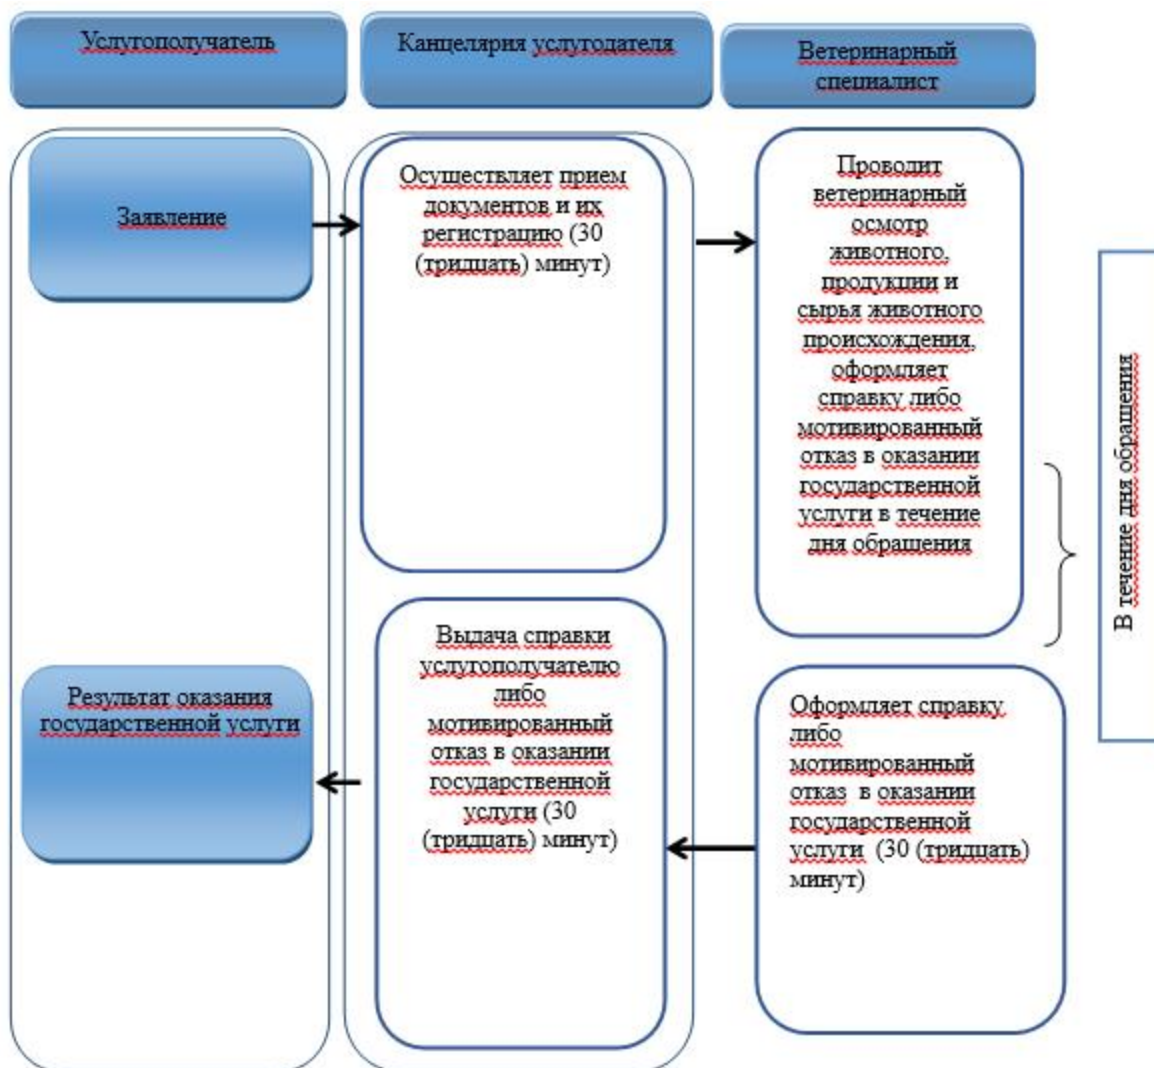 Услугополучатель
Канцелярия услугодателя
Ветеринарный
специалист
Заявление
Осуществляет прием
документов и их
регистрацию (30
(тридцать) минут)
Проводит
ветеринарный
осмотр
животного,
продукции и
сырья животного
происхождения,
оформляет
справку либо
мотивированный
отказ в оказании
государственной
услуги в течение
дня обращения
В течение дня обращения
Результат оказания
государственной услуги
Выдача справки
услугополучателю
либо
мотивированный
отказ в оказании
государственной
услуги (30
(тридцать) минут)
Оформляет справку
либо
мотивированный
отказ в оказании
государственной
услуги (30 (тридцать)
минут)